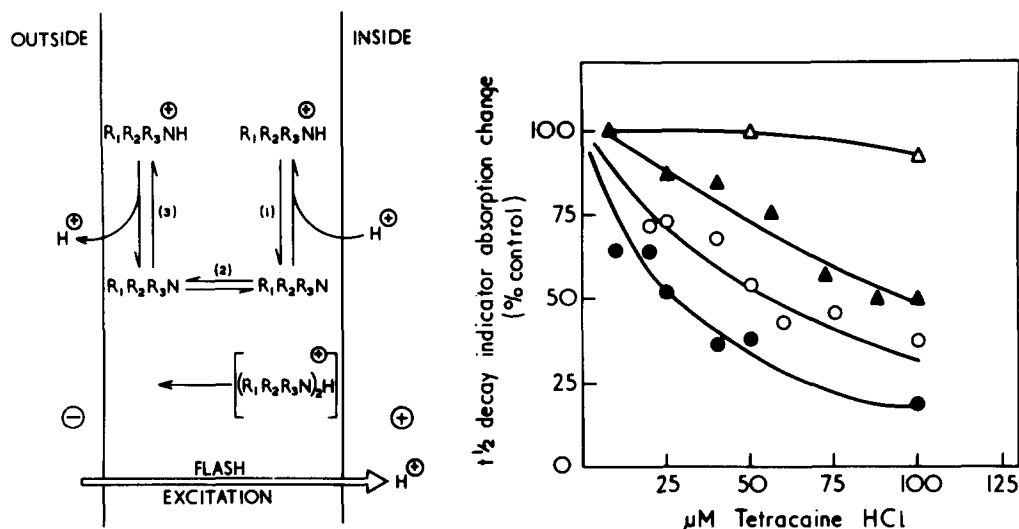 OUTSIDE
INSIDE
R₁R₂R₃NH⊕
R₁R₂R₃NH⊕
(3)
(1)
H⊕
H⊕
(2)
R₁R₂R₃N
R₁R₂R₃N
[(R₁R₂R₃N)₂H]⊕
⊖
⊕
FLASH
EXCITATION
H⊕
t½ decay indicator absorption change
(% control)
100
75
50
25
0
25
50
75
100
125
µM Tetracaine HCl